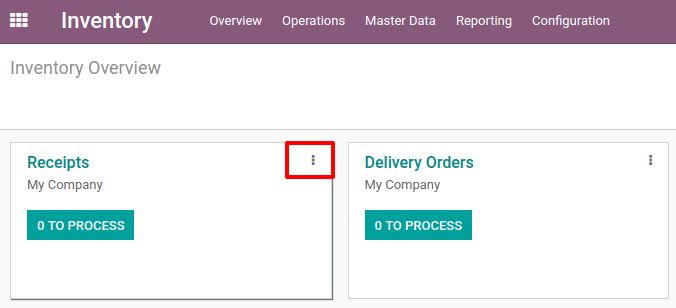 Inventory Overview Operations Master Data Reporting Configuration
Inventory Overview
Receipts
My Company
0 TO PROCESS
Delivery Orders
My Company
0 TO PROCESS